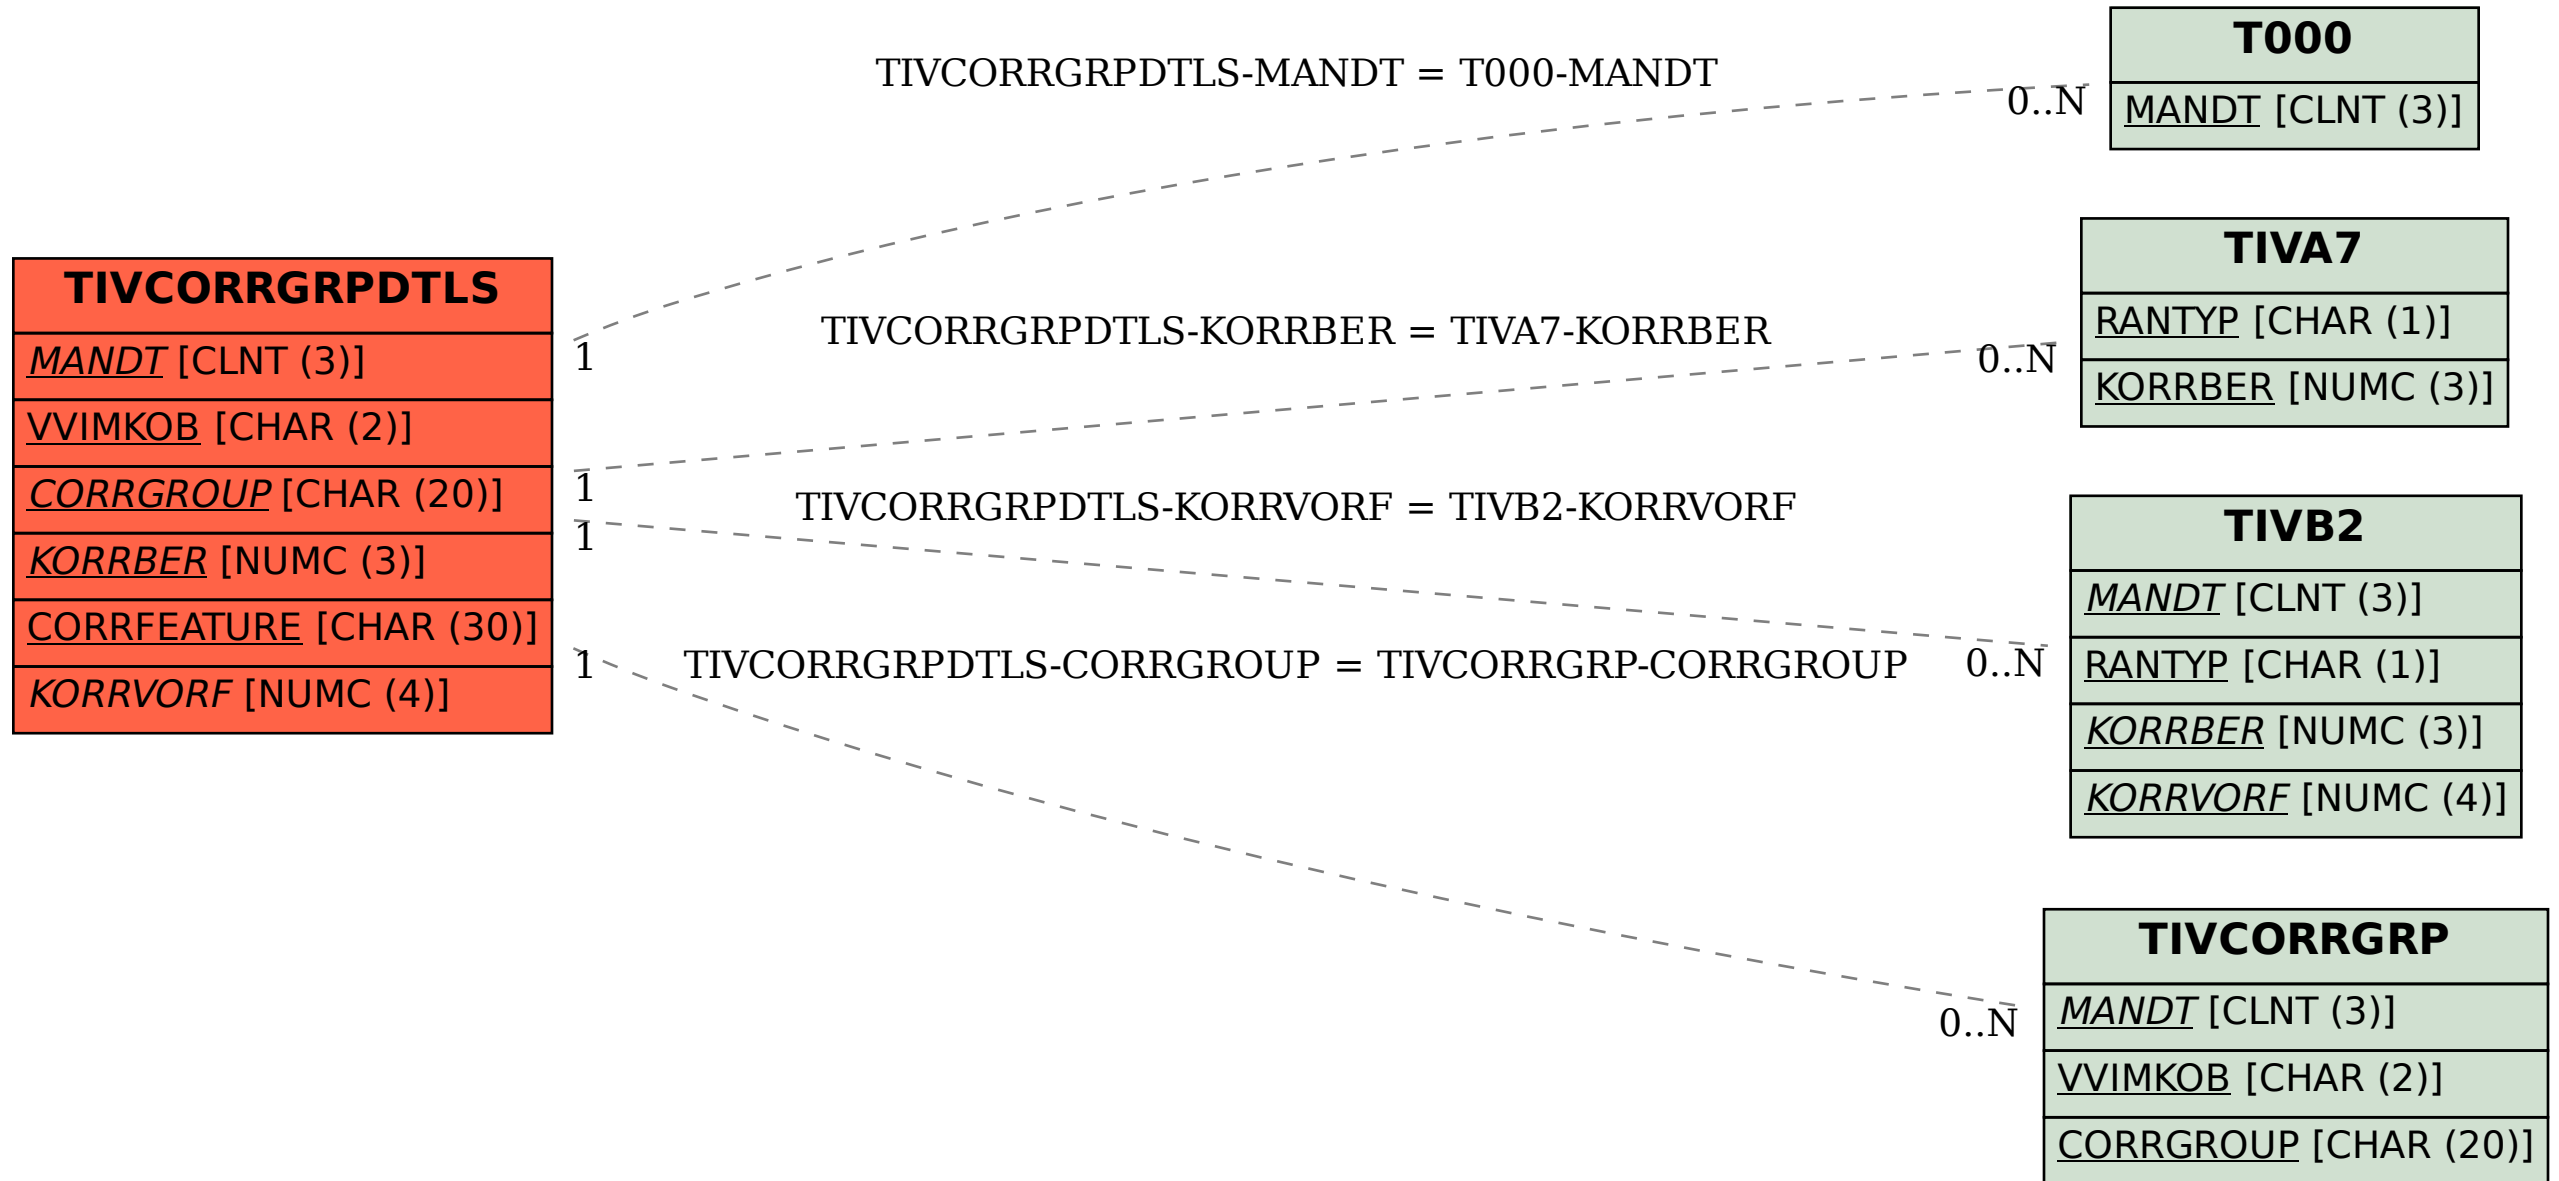 TIVCORRGRPDTLS
MANDT [CLNT (3)]
VVIMKOB [CHAR (2)]
CORRGROUP [CHAR (20)]
KORRBER [NUMC (3)]
CORRFEATURE [CHAR (30)]
KORRVORF [NUMC (4)]
TIVCORRGRPDTLS-MANDT = T000-MANDT
1
0..N
TIVCORRGRPDTLS-KORRBER = TIVA7-KORRBER
1
0..N
TIVCORRGRPDTLS-KORRVORF = TIVB2-KORRVORF
1
0..N
TIVCORRGRPDTLS-CORRGROUP = TIVCORRGRP-CORRGROUP
1
0..N
T000
MANDT [CLNT (3)]
TIVA7
RANTYP [CHAR (1)]
KORRBER [NUMC (3)]
TIVB2
MANDT [CLNT (3)]
RANTYP [CHAR (1)]
KORRBER [NUMC (3)]
KORRVORF [NUMC (4)]
TIVCORRGRP
MANDT [CLNT (3)]
VVIMKOB [CHAR (2)]
CORRGROUP [CHAR (20)]